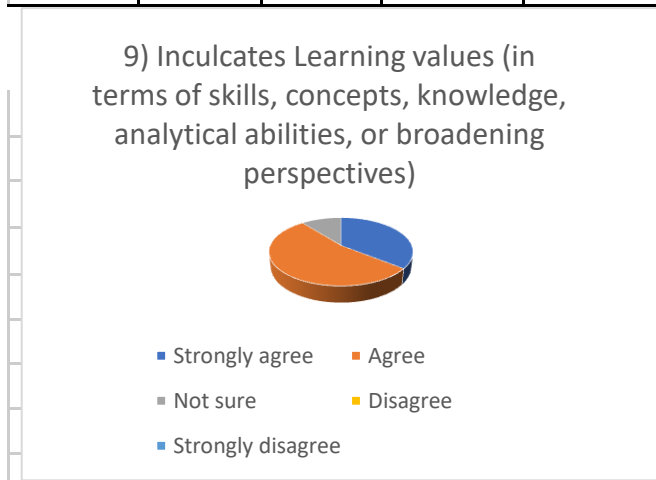 9) Inculcates Learning values (in
terms of skills, concepts, knowledge,
analytical abilities, or broadening
perspectives)
Strongly agree
Agree
Not sure
Disagree
Strongly disagree